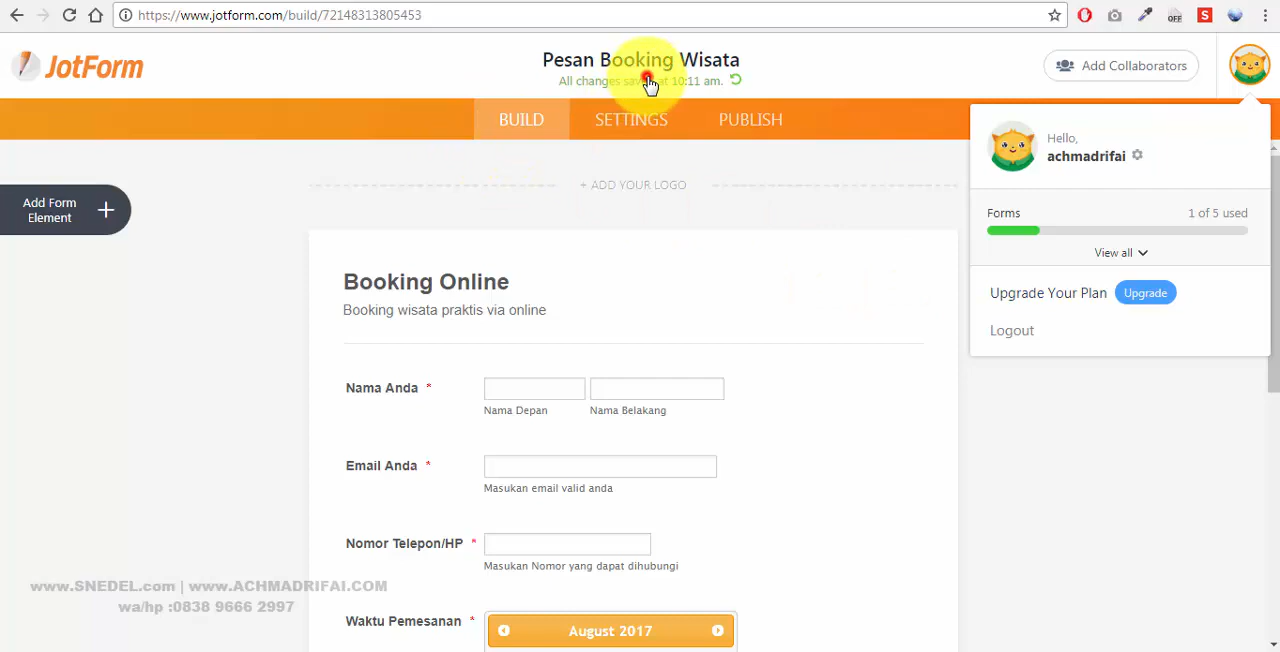 https://www.jotform.com/build/72148313805453
OFF
S
JotForm
Pesan Booking Wisata
All changes saved at 10:11 am.
Add Collaborators
BUILD
SETTINGS
PUBLISH
Hello,
achmadrifai
Forms
1 of 5 used
View all
Upgrade Your Plan
Upgrade
Logout
Add Form
Element
+ ADD YOUR LOGO
Booking Online
Booking wisata praktis via online
Nama Anda *
Nama Depan
Nama Belakang
Email Anda *
Masukan email valid anda
Nomor Telepon/HP *
Masukan Nomor yang dapat dihubungi
www.SNEDEL.com | www.ACHMADRIFAI.COM
wa/hp :0838 9666 2997
Waktu Pemesanan *
August 2017